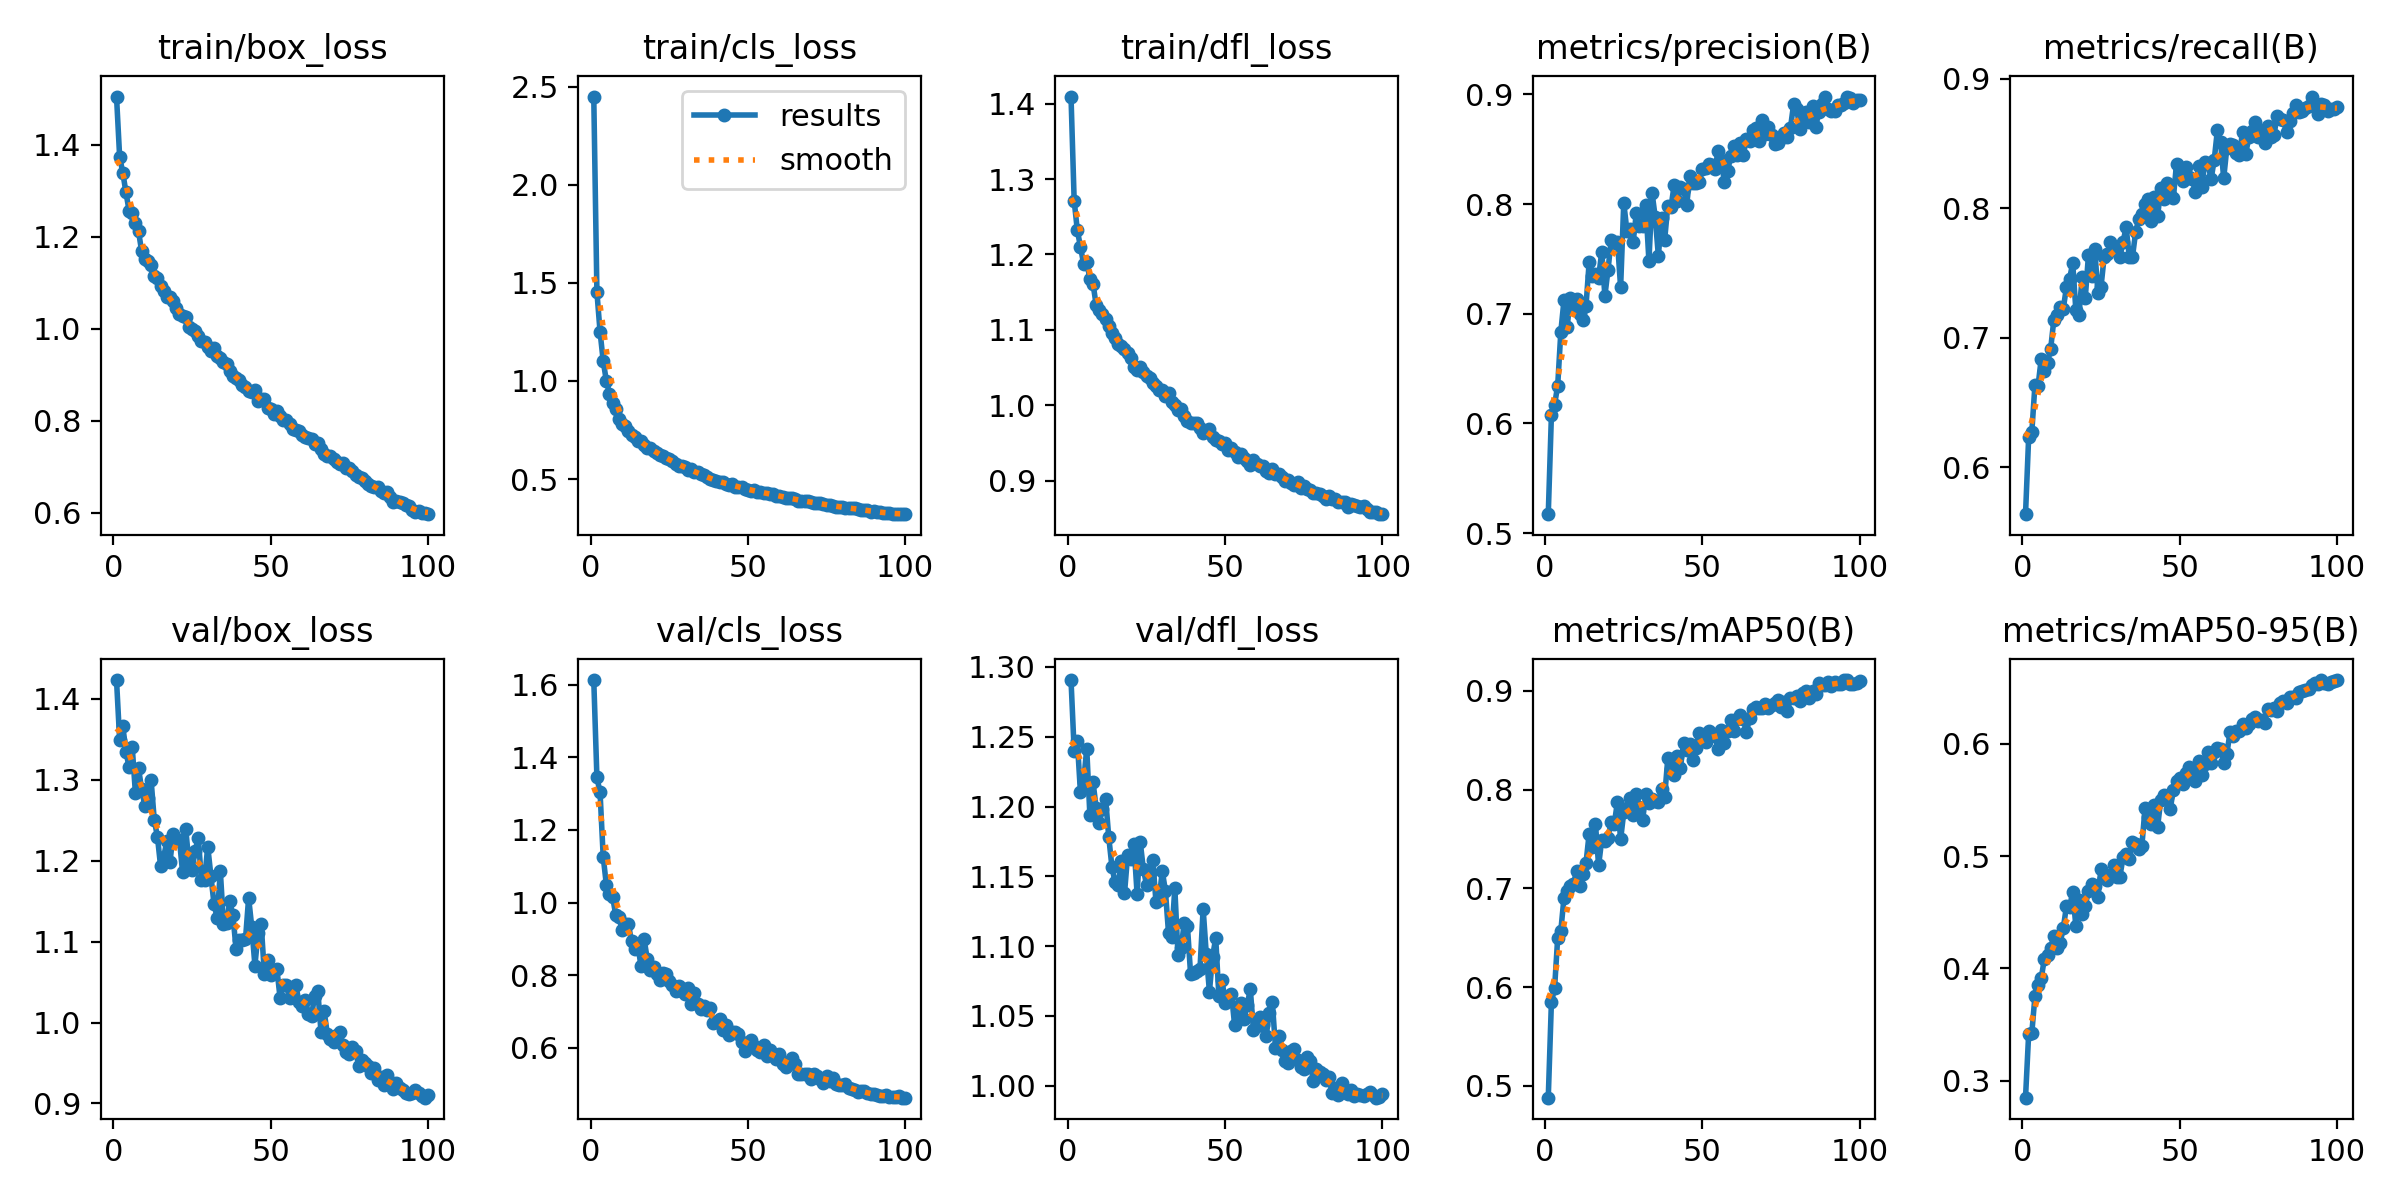 train/box_loss
1.4
1.2
1.0
0.8
0.6
0 50 100
train/cls_loss
results
smooth
2.5
2.0
1.5
1.0
0.5
0 50 100
train/dfl_loss
1.4
1.3
1.2
1.1
1.0
0.9
0 50 100
metrics/precision(B)
0.9
0.8
0.7
0.6
0.5
0 50 100
metrics/recall(B)
0.9
0.8
0.7
0.6
0 50 100
val/box_loss
1.4
1.3
1.2
1.1
1.0
0.9
0 50 100
val/cls_loss
1.6
1.4
1.2
1.0
0.8
0.6
0 50 100
val/dfl_loss
1.30
1.25
1.20
1.15
1.10
1.05
1.00
0 50 100
metrics/mAP50(B)
0.9
0.8
0.7
0.6
0.5
0 50 100
metrics/mAP50-95(B)
0.6
0.5
0.4
0.3
0 50 100